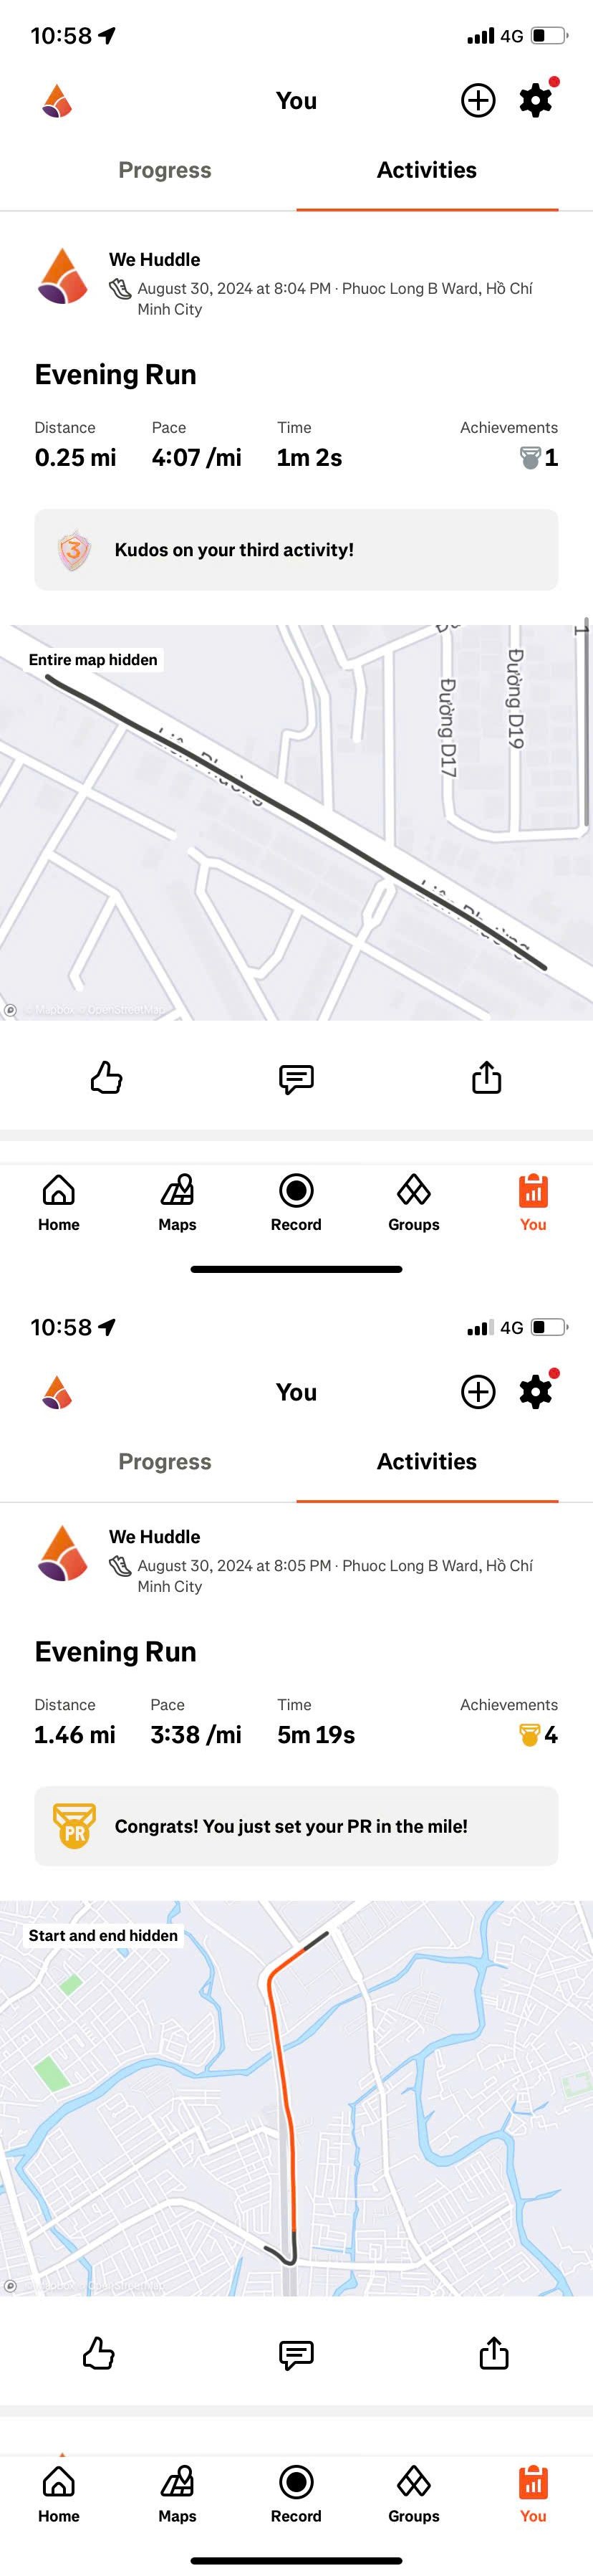 10:58
4G
You
Progress
Activities
We Huddle
August 30, 2024 at 8:04 PM · Phuoc Long B Ward, Hồ Chí
Minh City
Evening Run
Distance
Pace
Time
Achievements
0.25 mi
4:07 /mi
1m 2s
1
3
Kudos on your third activity!
Entire map hidden
Đường D17
Đường D19
1
© Mapbox © OpenStreetMap
Home
Maps
Record
Groups
You
10:58
4G
You
Progress
Activities
We Huddle
August 30, 2024 at 8:05 PM · Phuoc Long B Ward, Hồ Chí
Minh City
Evening Run
Distance
Pace
Time
Achievements
1.46 mi
3:38 /mi
5m 19s
4
PR
Congrats! You just set your PR in the mile!
Start and end hidden
© Mapbox © OpenStreetMap
Home
Maps
Record
Groups
You